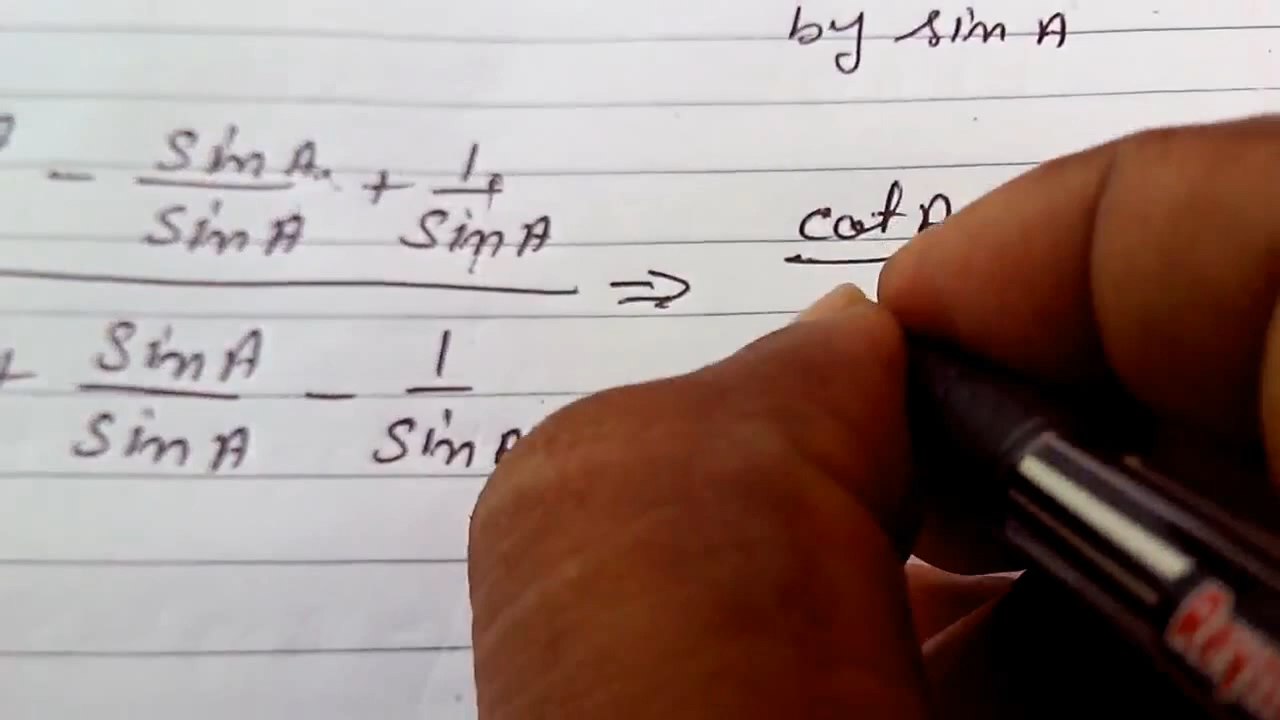 by sin A
- sin A / sin A + 1 / sin A
⇒ cot A
+ sin A / sin A - 1 / sin A